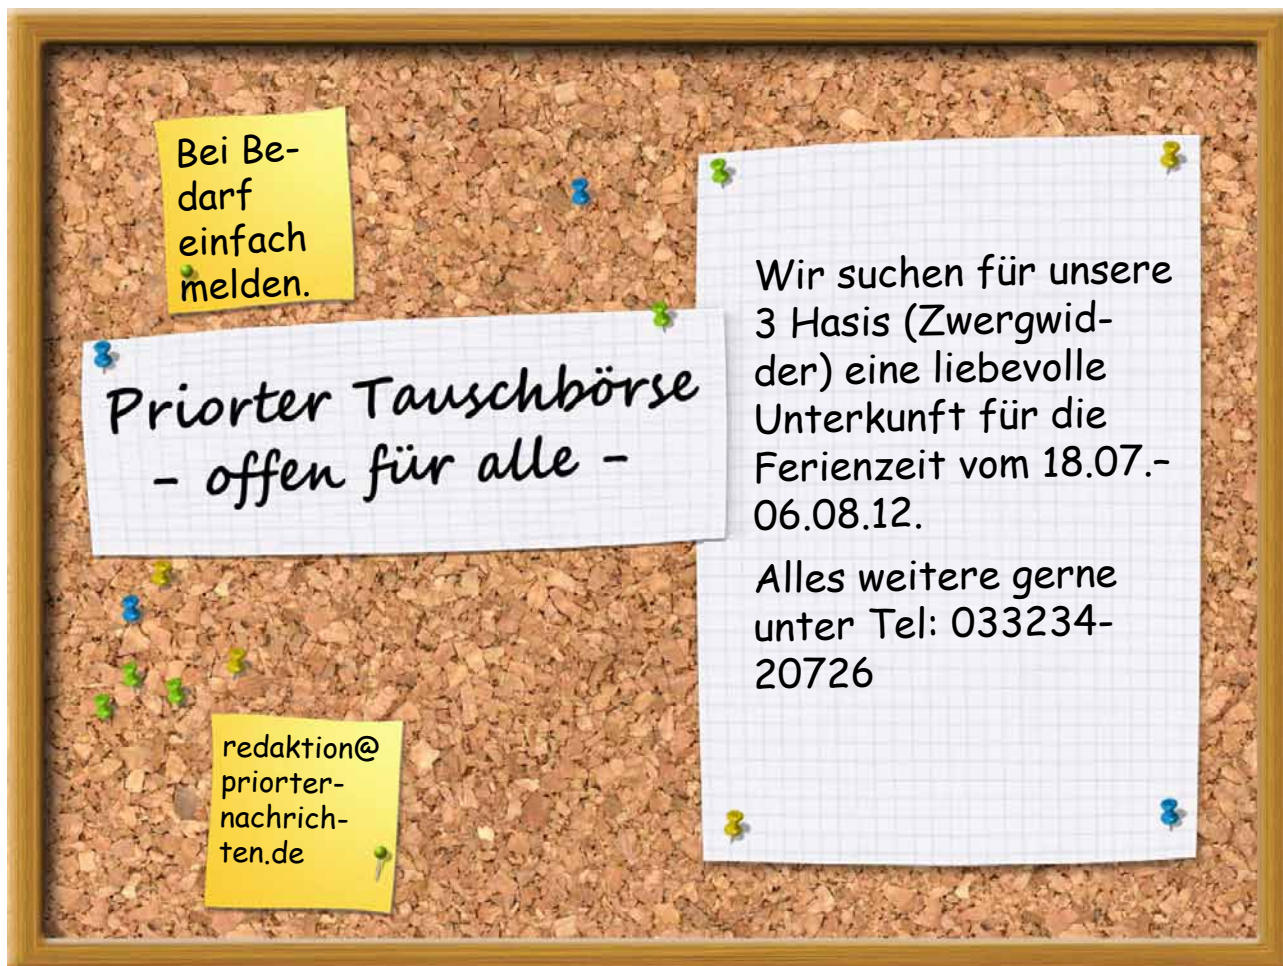 Bei Be-
darf
einfach
melden.
Priorter Tauschbörse
- offen für alle -
redaktion@
priorter-
nachrich-
ten.de
Wir suchen für unsere
3 Hasis (Zwergwid-
der) eine liebevolle
Unterkunft für die
Ferienzeit vom 18.07.-
06.08.12.
Alles weitere gerne
unter Tel: 033234-
20726